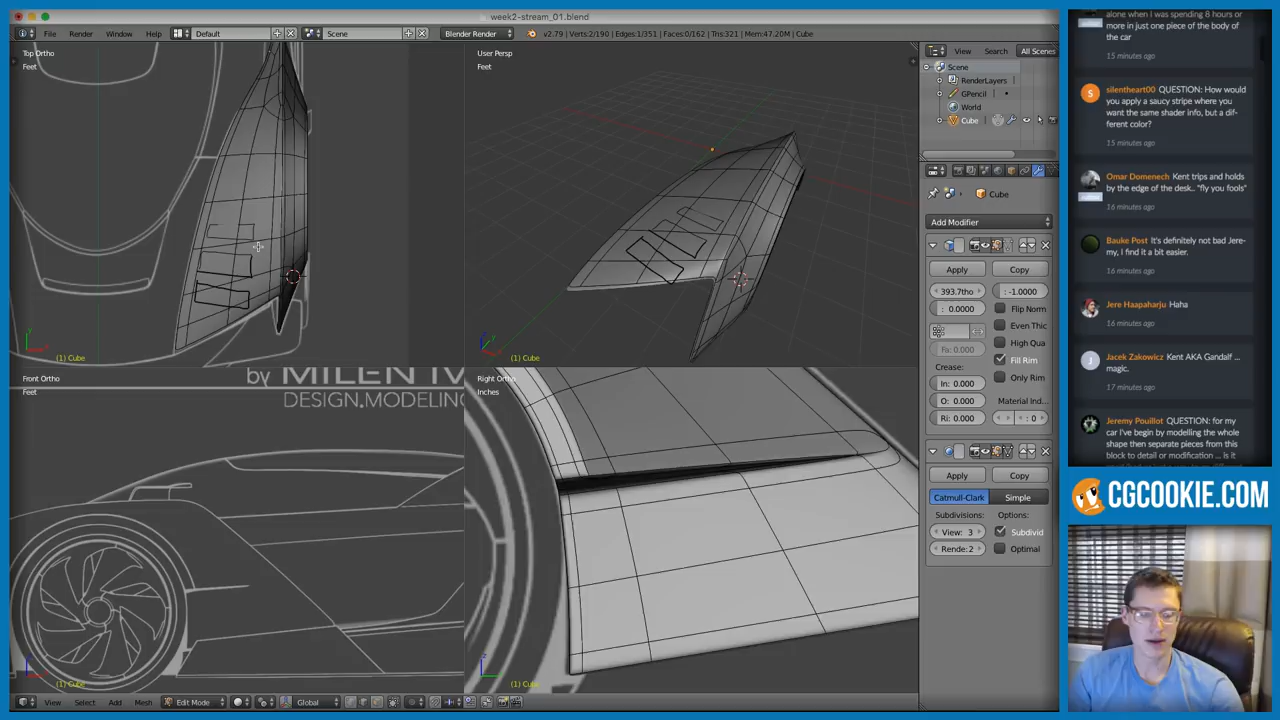 week2-stream_01.blend
File
Render
Window
Help
Default
Scene
Blender Render
v2.79 | Verts:2/190 | Edges:1/351 | Faces:0/162 | Tris:321 | Mem:47.20M | Cube
Top Ortho
Feet
(1) Cube
User Persp
Feet
(1) Cube
Front Ortho
Feet
by MILEN IV
DESIGN.MODELING
(1) Cube
Right Ortho
Inches
(1) Cube
View
Select
Add
Mesh
Edit Mode
Global
View
Search
All Scenes
Scene
RenderLayers
GPencil
World
Cube
Cube
Add Modifier
Apply
Copy
393.7tho
: -1.0000
: 0.0000
Flip Norm
Even Thic
High Qua
Fa: 0.000
Fill Rim
Only Rim
Crease:
In: 0.000
O: 0.000
Material Ind
Ri: 0.000
: 0
Apply
Copy
Catmull-Clark
Simple
Subdivisions:
Options:
View: 3
Subdivid
Rende:2
Optimal
alone when I was spending 8 hours or
more in just one piece of the body of
the car
15 minutes ago
silentheart00 QUESTION: How would
you apply a saucy stripe where you
want the same shader info, but a dif-
ferent color?
15 minutes ago
Omar Domenech Kent trips and holds
by the edge of the desk.. "fly you fools"
16 minutes ago
Bauke Post It's definitely not bad Jere-
my, I find it a bit easier.
16 minutes ago
Jere Haapaharju Haha
16 minutes ago
Jacek Zakowicz Kent AKA Gandalf ...
magic.
17 minutes ago
Jeremy Pouillot QUESTION: for my
car I've begin by modelling the whole
shape then separate pieces from this
block to detail or modification ... is it
CGCOOKIE.COM